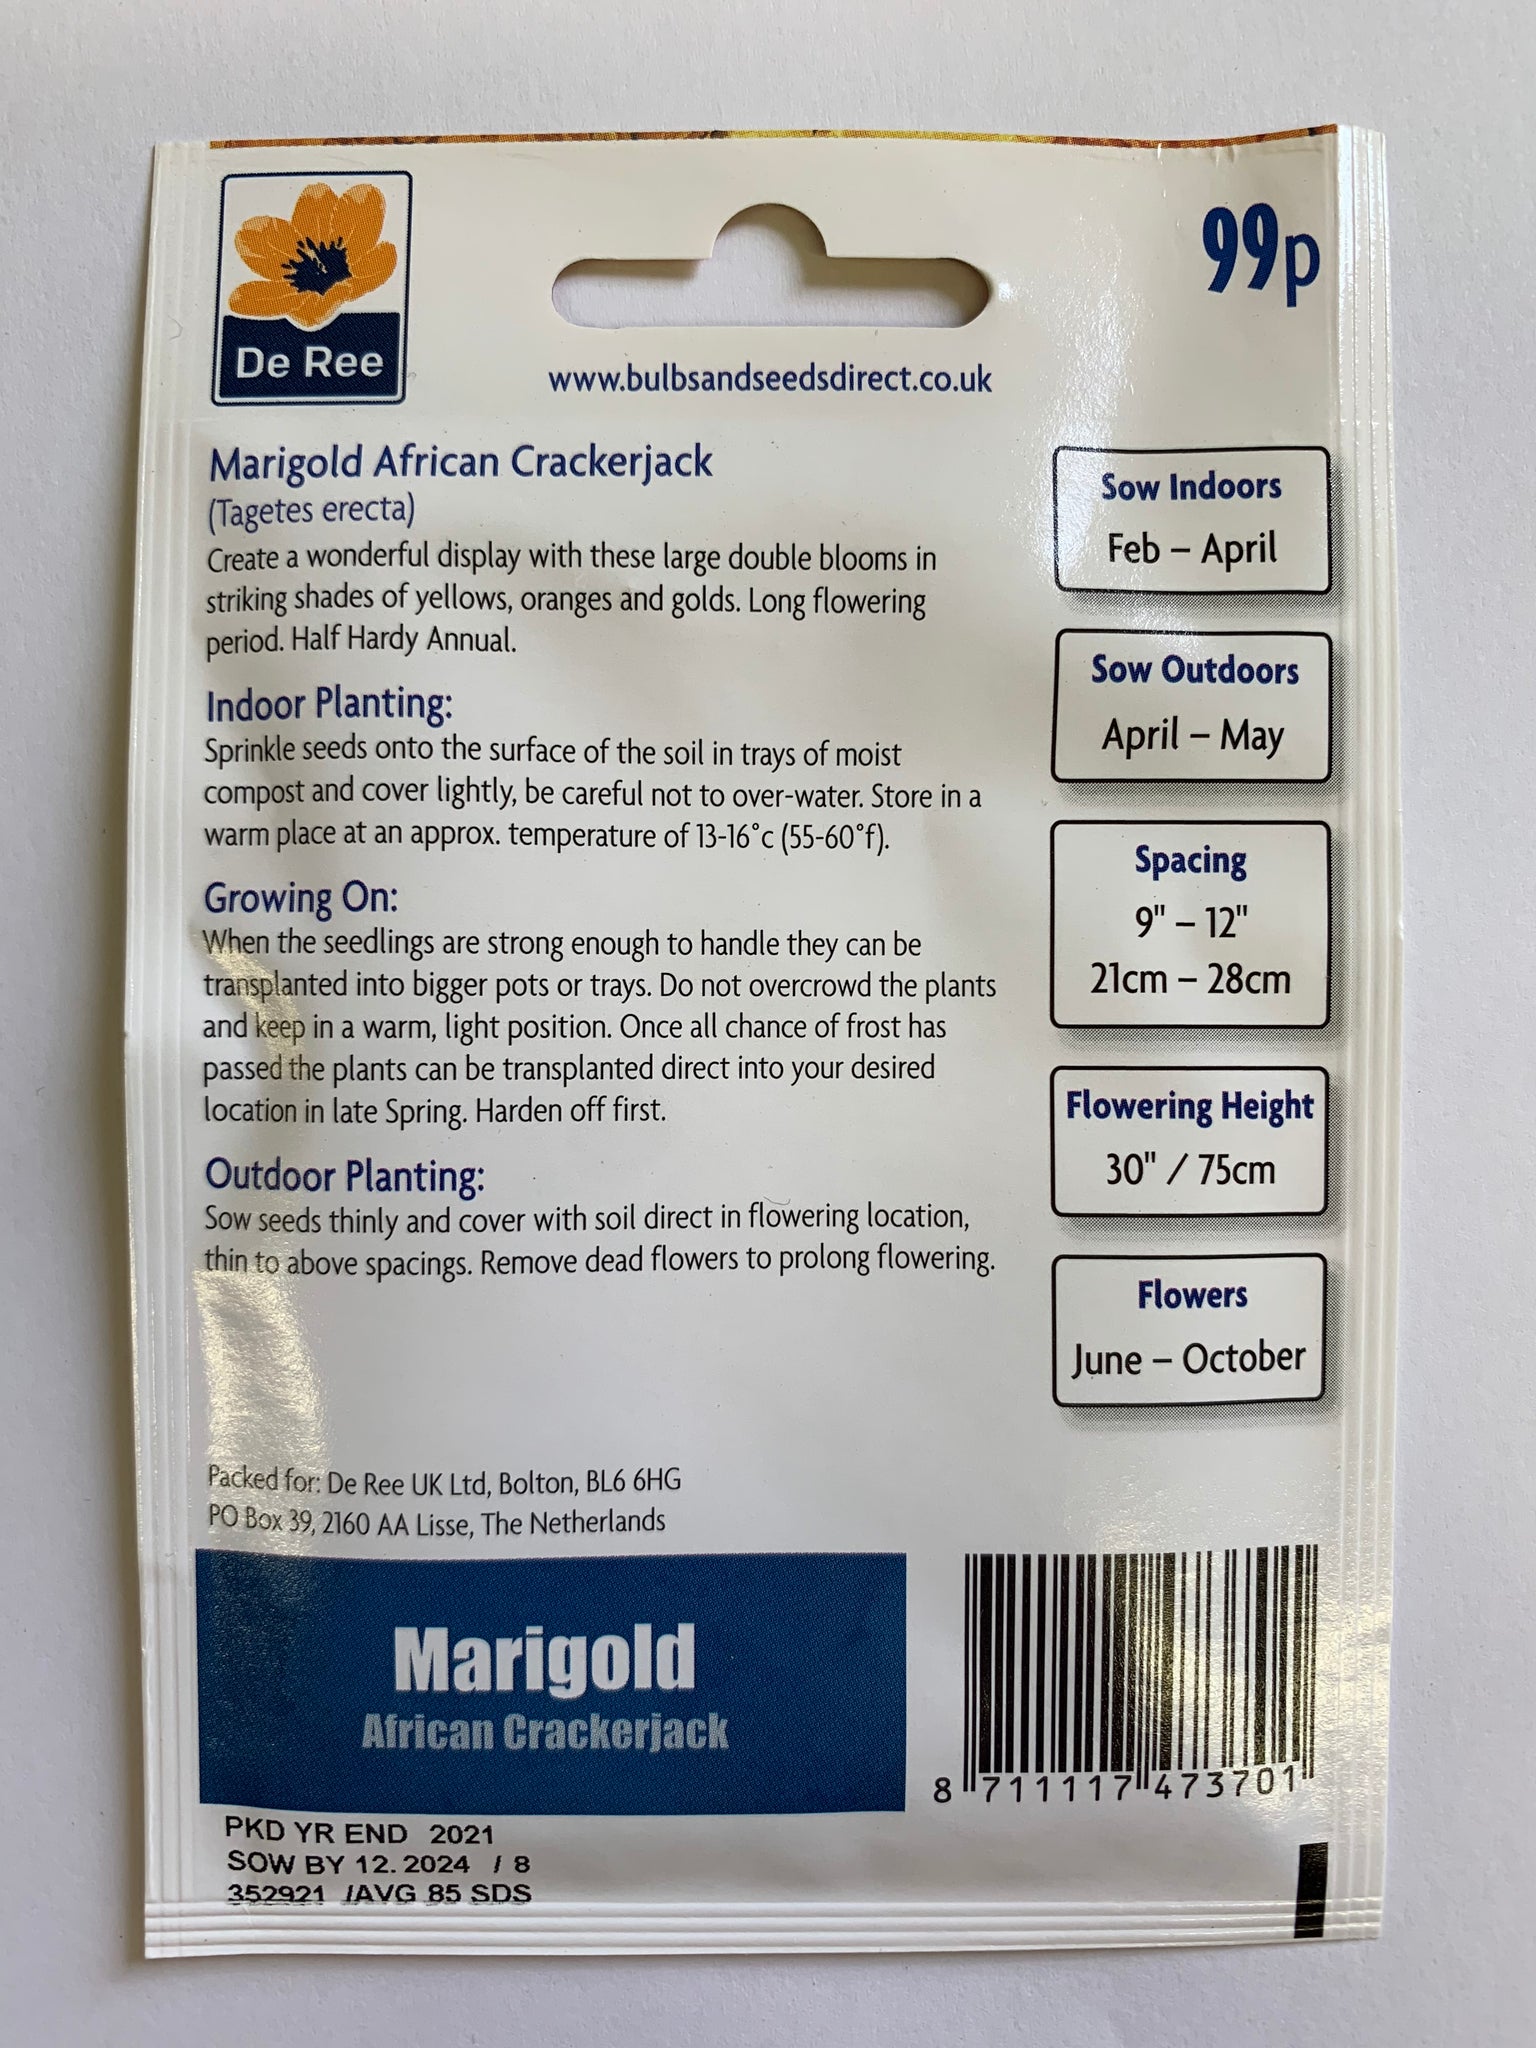 De Ree
99p
www.bulbsandseedsdirect.co.uk
Marigold African Crackerjack
(Tagetes erecta)
Create a wonderful display with these large double blooms in
striking shades of yellows, oranges and golds. Long flowering
period. Half Hardy Annual.
Indoor Planting:
Sprinkle seeds onto the surface of the soil in trays of moist
compost and cover lightly, be careful not to over-water. Store in a
warm place at an approx. temperature of 13-16°c (55-60°f).
Growing On:
When the seedlings are strong enough to handle they can be
transplanted into bigger pots or trays. Do not overcrowd the plants
and keep in a warm, light position. Once all chance of frost has
passed the plants can be transplanted direct into your desired
location in late Spring. Harden off first.
Outdoor Planting:
Sow seeds thinly and cover with soil direct in flowering location,
thin to above spacings. Remove dead flowers to prolong flowering.
Sow Indoors
Feb – April
Sow Outdoors
April – May
Spacing
9" – 12"
21cm – 28cm
Flowering Height
30" / 75cm
Flowers
June – October
Packed for: De Ree UK Ltd, Bolton, BL6 6HG
PO Box 39, 2160 AA Lisse, The Netherlands
Marigold
African Crackerjack
8 711117 473701
PKD YR END 2021
SOW BY 12. 2024 / 8
352921 /AVG 85 SDS